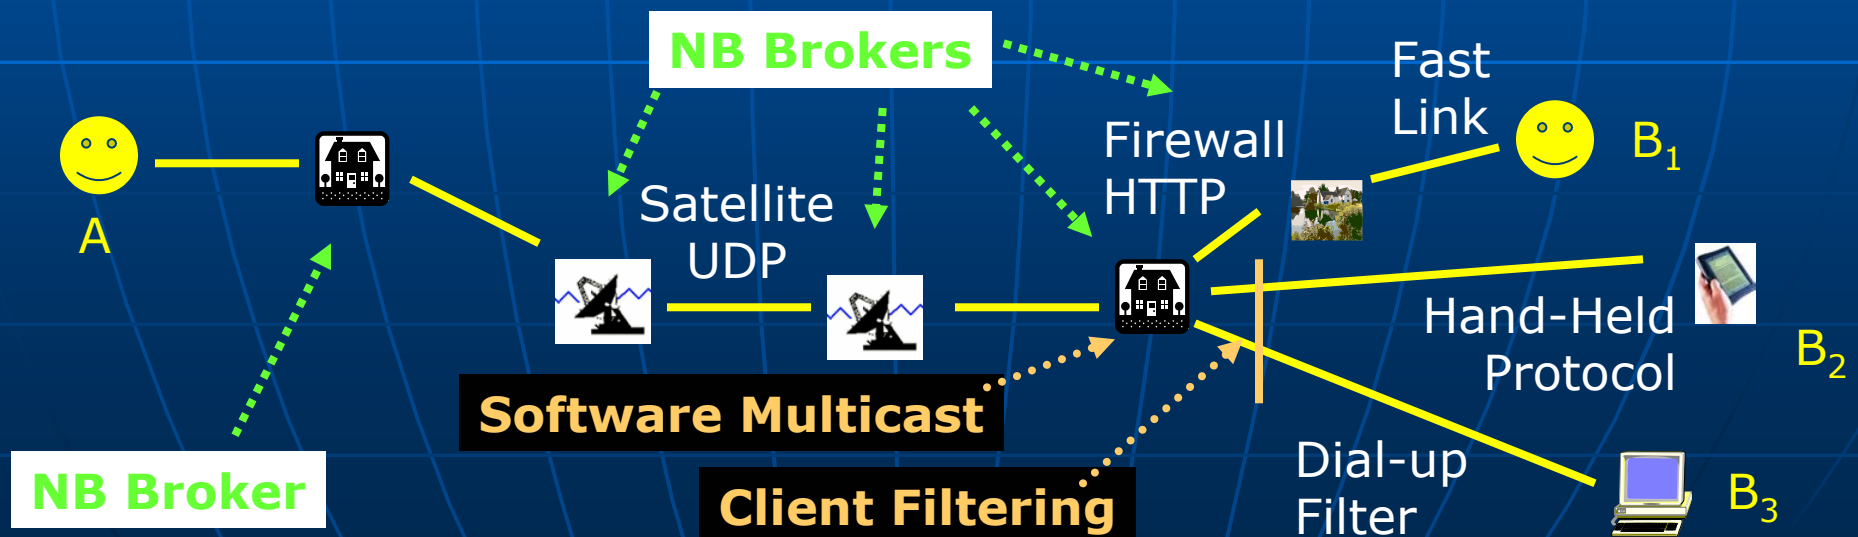 NB Brokers
Fast
Link
Firewall
HTTP
B1
A
Satellite
UDP
Hand-Held
Protocol
B2
Software Multicast
Dial-up
Filter
B3
NB Broker
Client Filtering